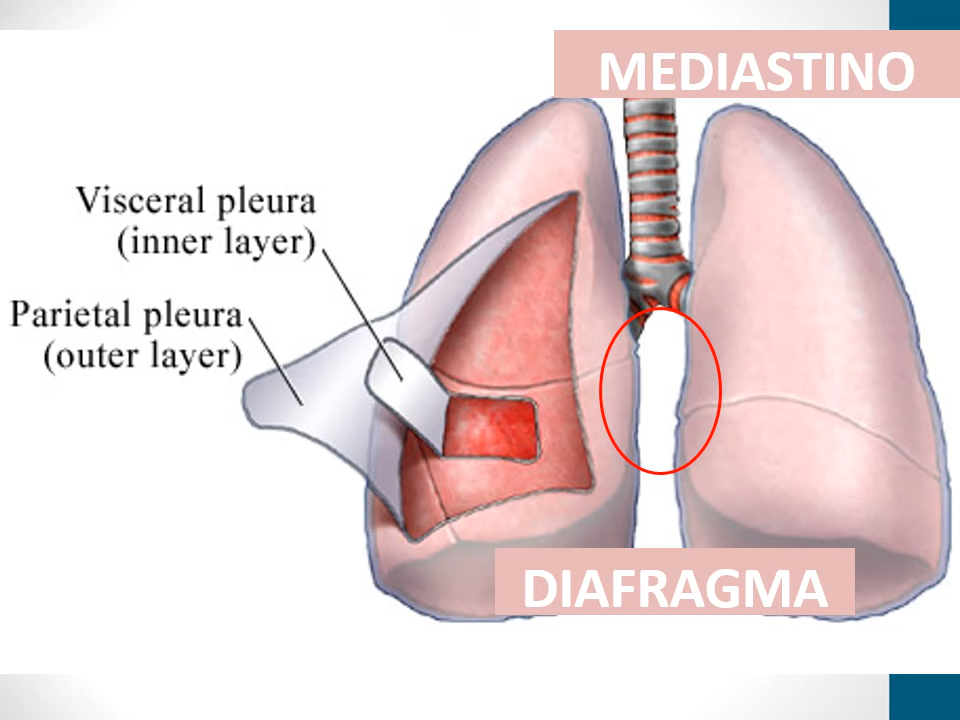 MEDIASTINO
Visceral pleura
(inner layer)
Parietal pleura
(outer layer)
DIAFRAGMA